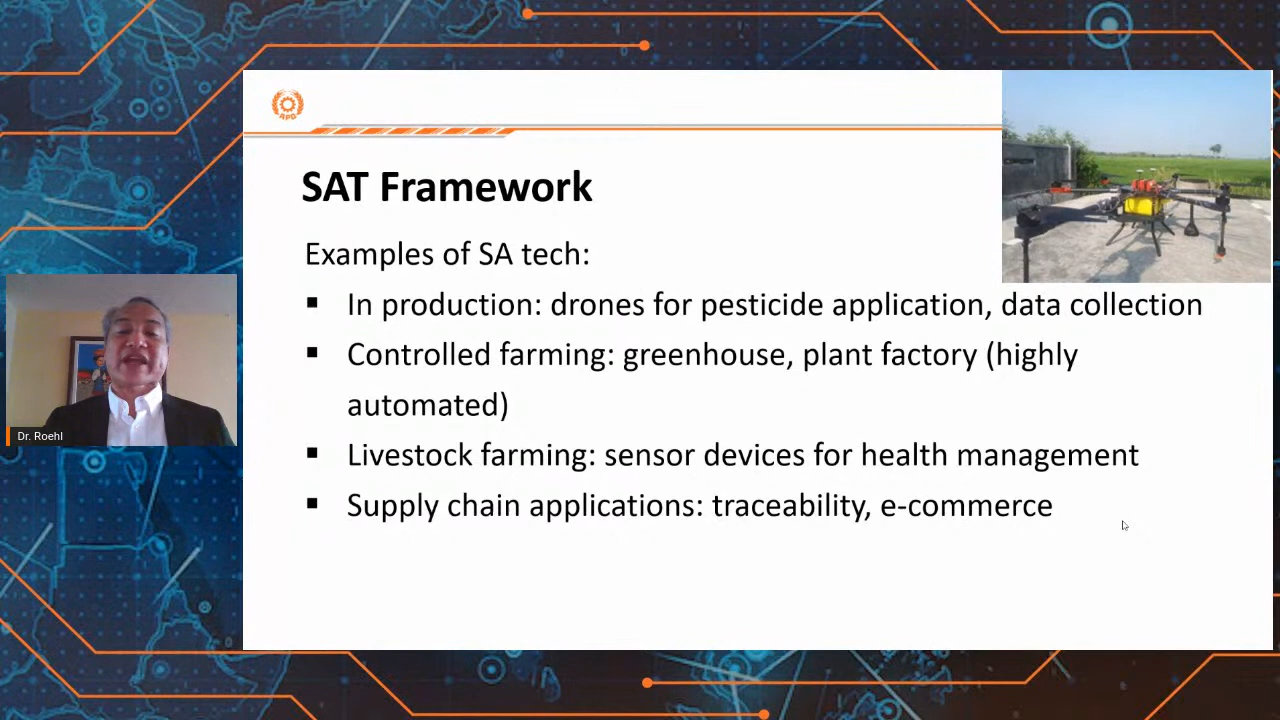 APO
SAT Framework
Examples of SA tech:
▪ In production: drones for pesticide application, data collection
▪ Controlled farming: greenhouse, plant factory (highly
automated)
▪ Livestock farming: sensor devices for health management
▪ Supply chain applications: traceability, e-commerce
Dr. Roehl